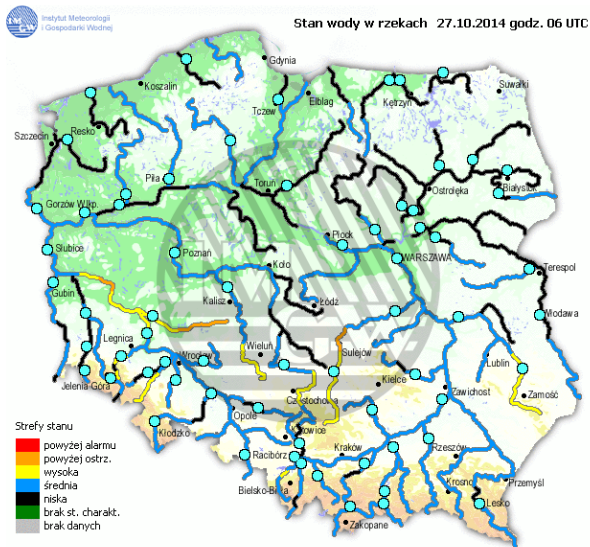 Instytut Meteorologii
i Gospodarki Wodnej
Stan wody w rzekach 27.10.2014 godz. 06 UTC
Gdynia
Koszalin
Suwałki
Elbląg
Kętrzyn
Tczew
Resko
Szczecin
Piła
Toruń
Ostrołęka
Białystok
Gorzów Wlkp.
Płock
Słubice
Poznań
Koło
WARSZAWA
Terespol
Gubin
Kalisz
Łódź
Włodawa
Legnica
Wieluń
Sulejów
Wrocław
Lublin
Jelenia Góra
Kielce
Zamość
Częstochowa
Zawichost
Opole
Strefy stanu
Kłodzko
Katowice
powyżej alarmu
Kraków
Rzeszów
powyżej ostrz.
Racibórz
wysoka
Przemyśl
średnia
Bielsko-Biała
Krosno
niska
Lesko
brak st. charakt.
Zakopane
brak danych